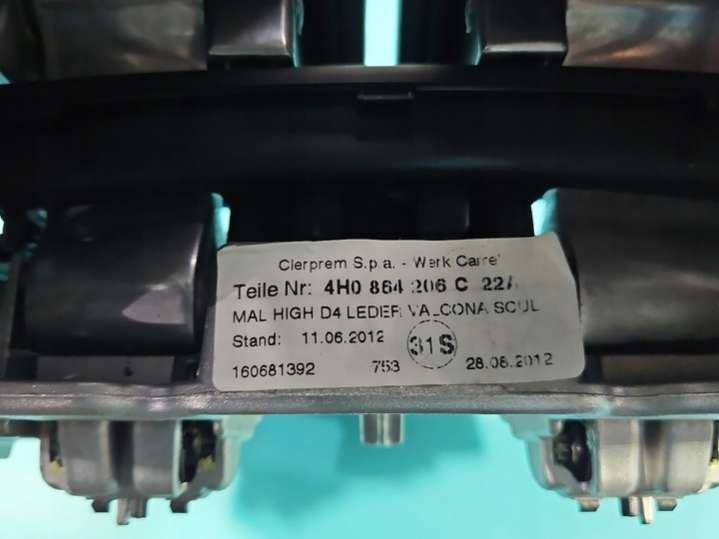 Cierprem S.p.a. - Werk Carre
Teile Nr: 4H0 864 206 C 22A
MAL HIGH D4 LEDER VALCONA SOUL
Stand: 11.06.2012 31S
160681392 753 28.08.2012